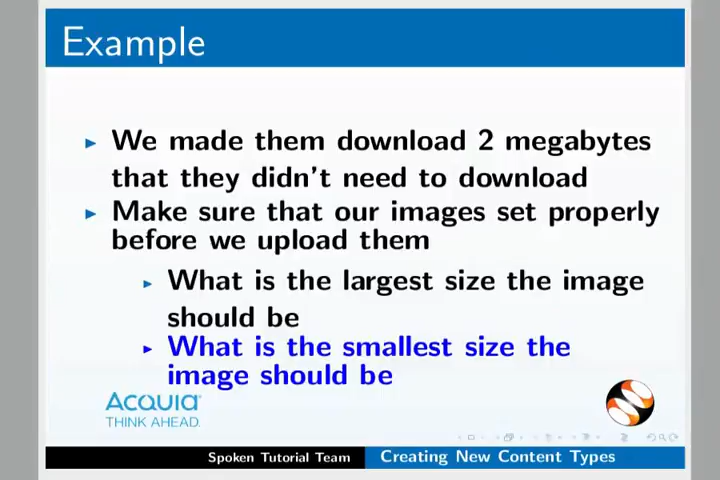 Example
We made them download 2 megabytes
that they didn't need to download
Make sure that our images set properly
before we upload them
What is the largest size the image
should be
What is the smallest size the
image should be
Acquia
THINK AHEAD.
Spoken Tutorial Team
Creating New Content Types